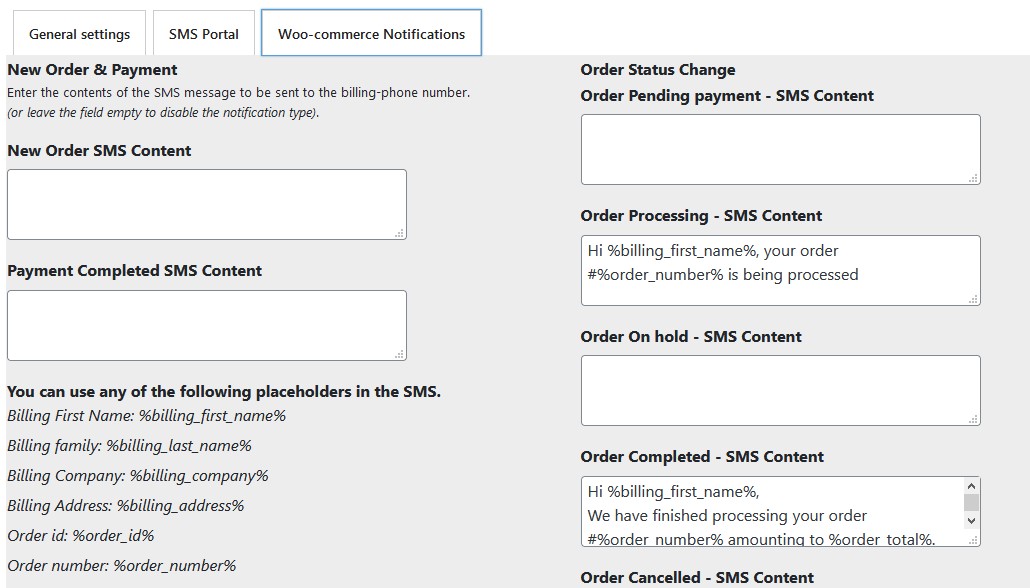 General settings
SMS Portal
Woo-commerce Notifications
New Order & Payment
Enter the contents of the SMS message to be sent to the billing-phone number.
(or leave the field empty to disable the notification type).
New Order SMS Content
Payment Completed SMS Content
You can use any of the following placeholders in the SMS.
Billing First Name: %billing_first_name%
Billing family: %billing_last_name%
Billing Company: %billing_company%
Billing Address: %billing_address%
Order id: %order_id%
Order number: %order_number%
Order Status Change
Order Pending payment - SMS Content
Order Processing - SMS Content
Hi %billing_first_name%, your order
#%order_number% is being processed
Order On hold - SMS Content
Order Completed - SMS Content
Hi %billing_first_name%,
We have finished processing your order
#%order_number% amounting to %order_total%.
Order Cancelled - SMS Content